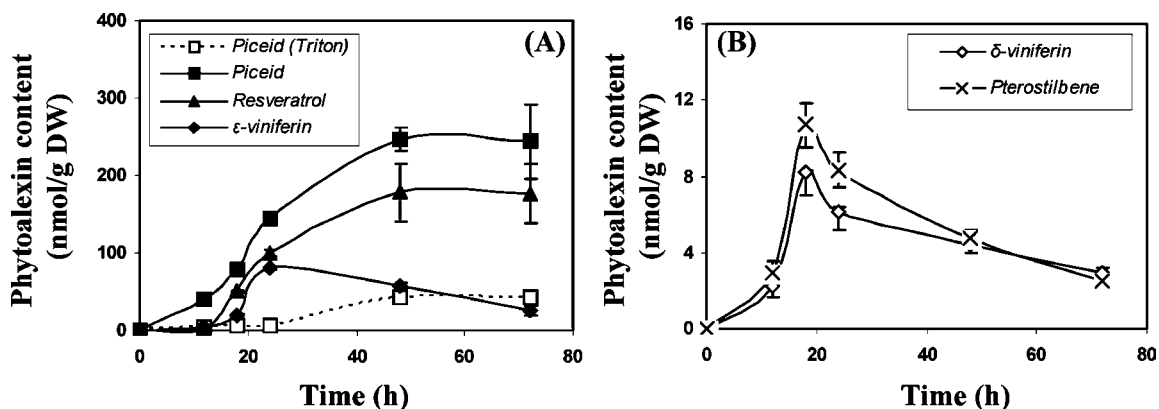 (A)
Phytoalexin content
(nmol/g DW)
400
300
200
100
0
Piceid (Triton)
Piceid
Resveratrol
ε-viniferin
0 20 40 60 80
Time (h)
(B)
Phytoalexin content
(nmol/g DW)
16
12
8
4
0
δ-viniferin
Pterostilbene
0 20 40 60 80
Time (h)